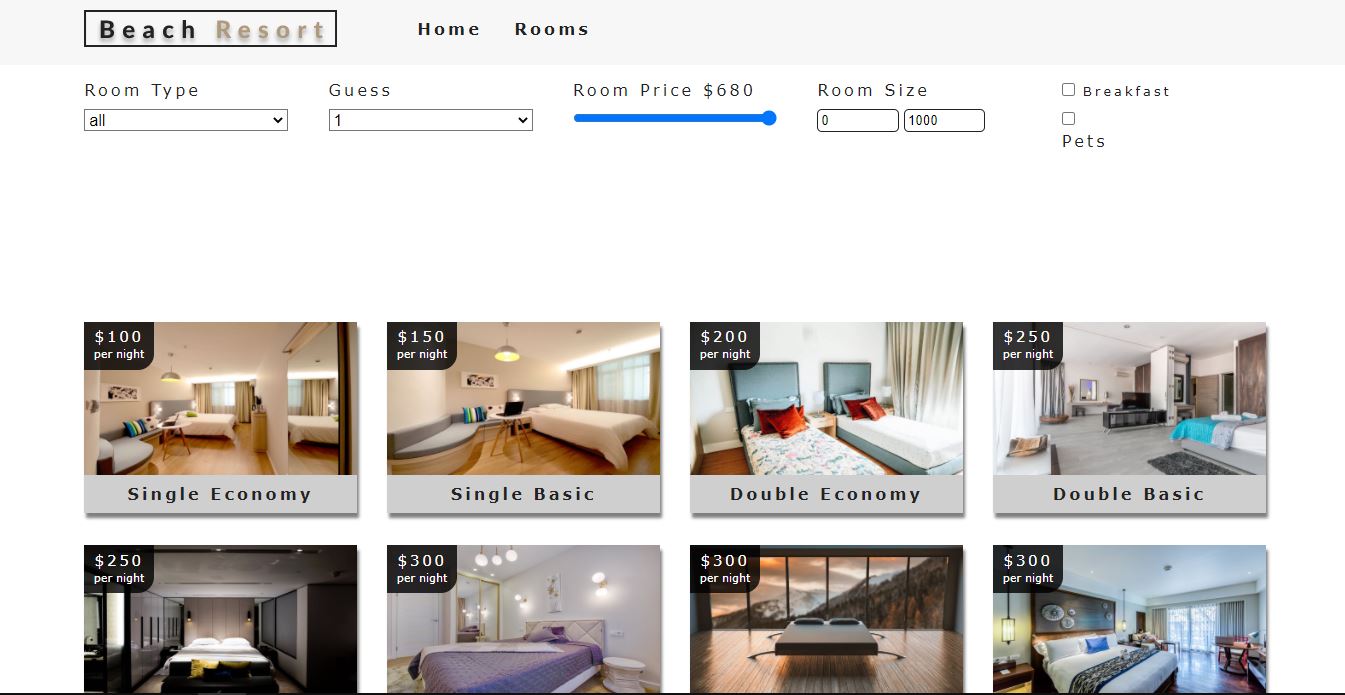 Beach Resort Home Rooms
Room Type Guess Room Price $680 Room Size Breakfast
all 1 0 1000
Pets
$100 $150 $200 $250
per night per night per night per night
Single Economy Single Basic Double Economy Double Basic
$250 $300 $300 $300
per night per night per night per night